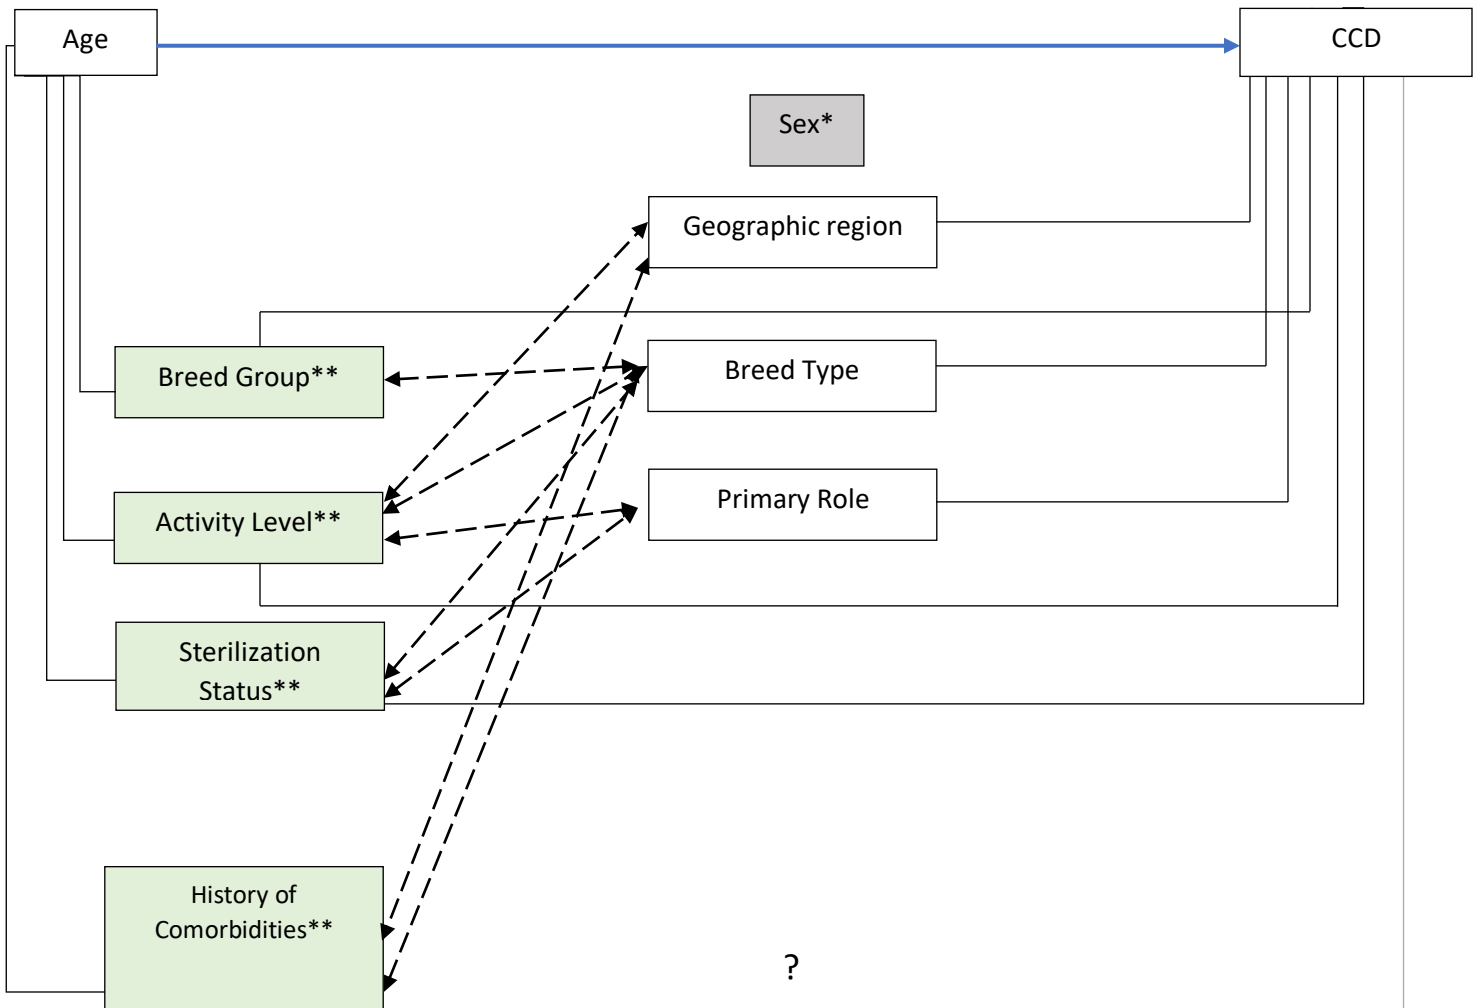 Age
CCD
Sex*
Geographic region
Breed Group**
Breed Type
Activity Level**
Primary Role
Sterilization
Status**
History of
Comorbidities**
?